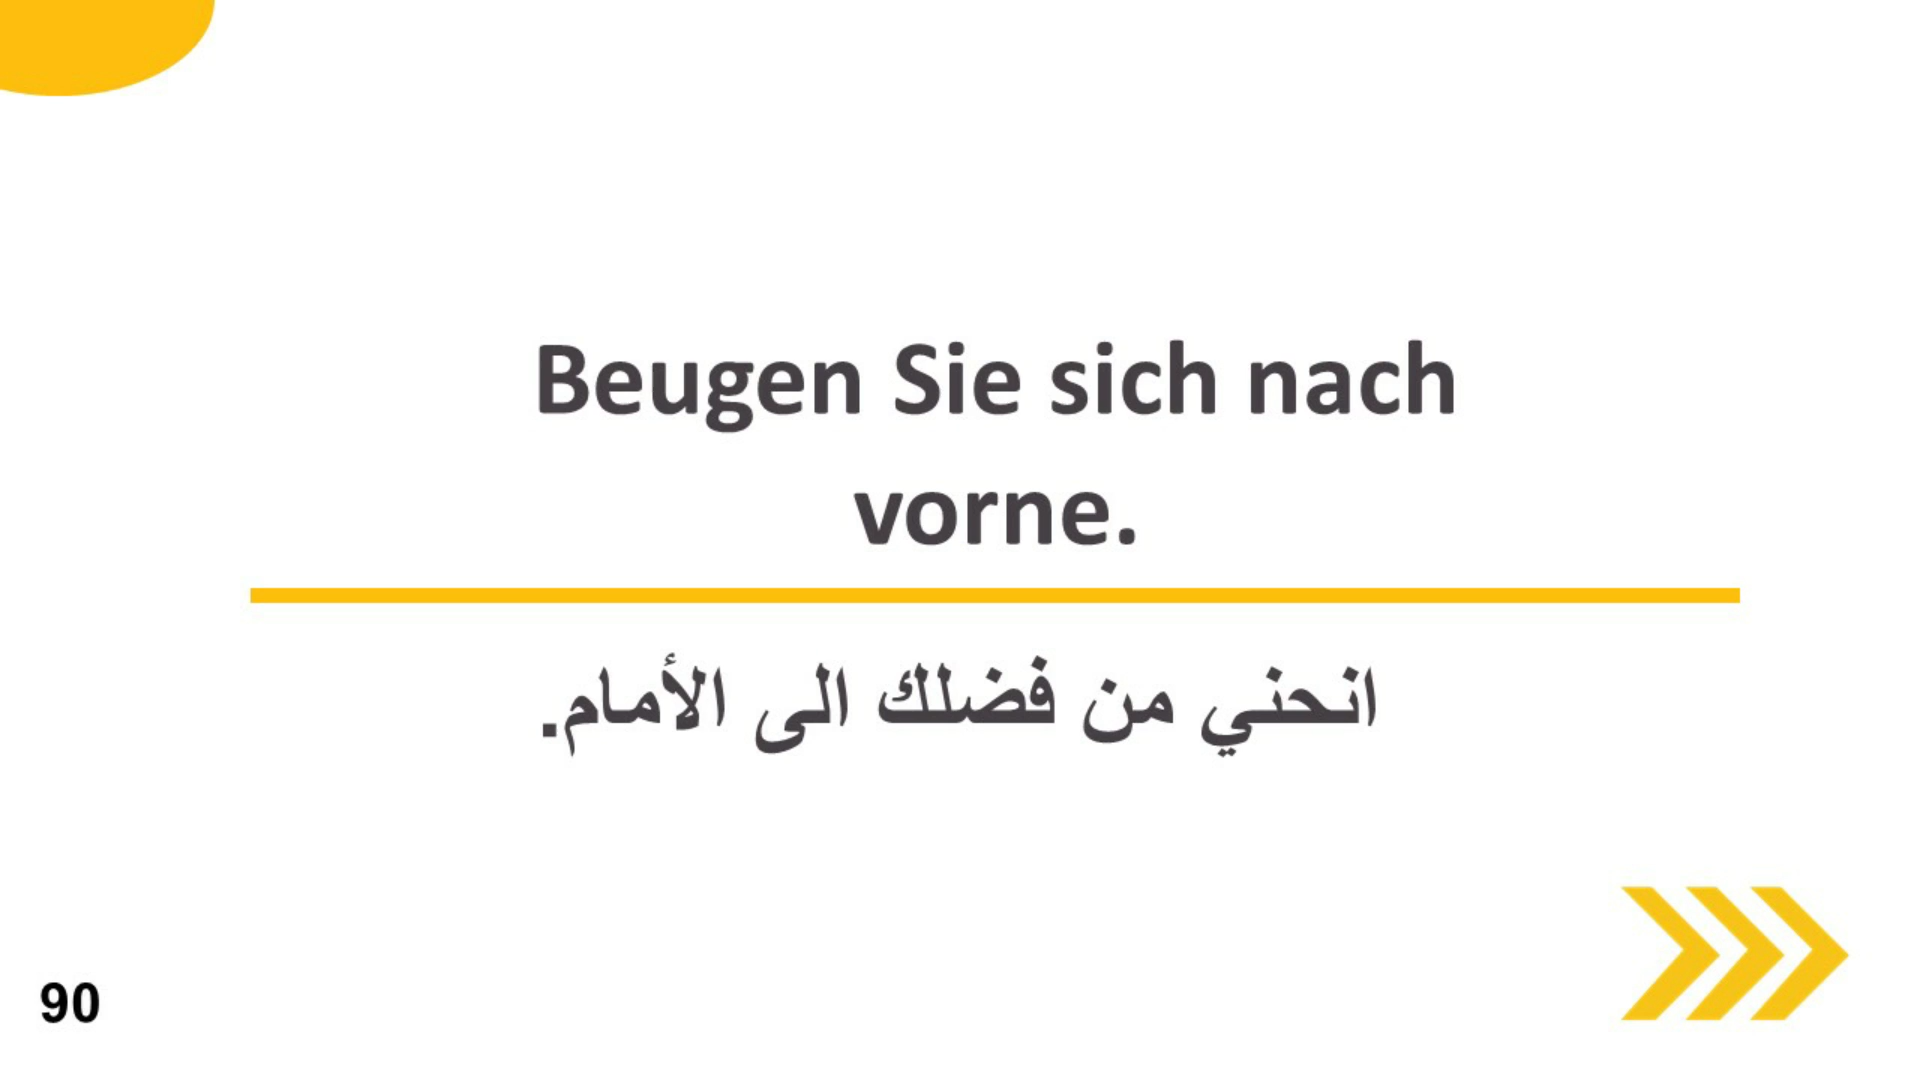 Beugen Sie sich nach
vorne.
انحني من فضلك الى الأمام.
90